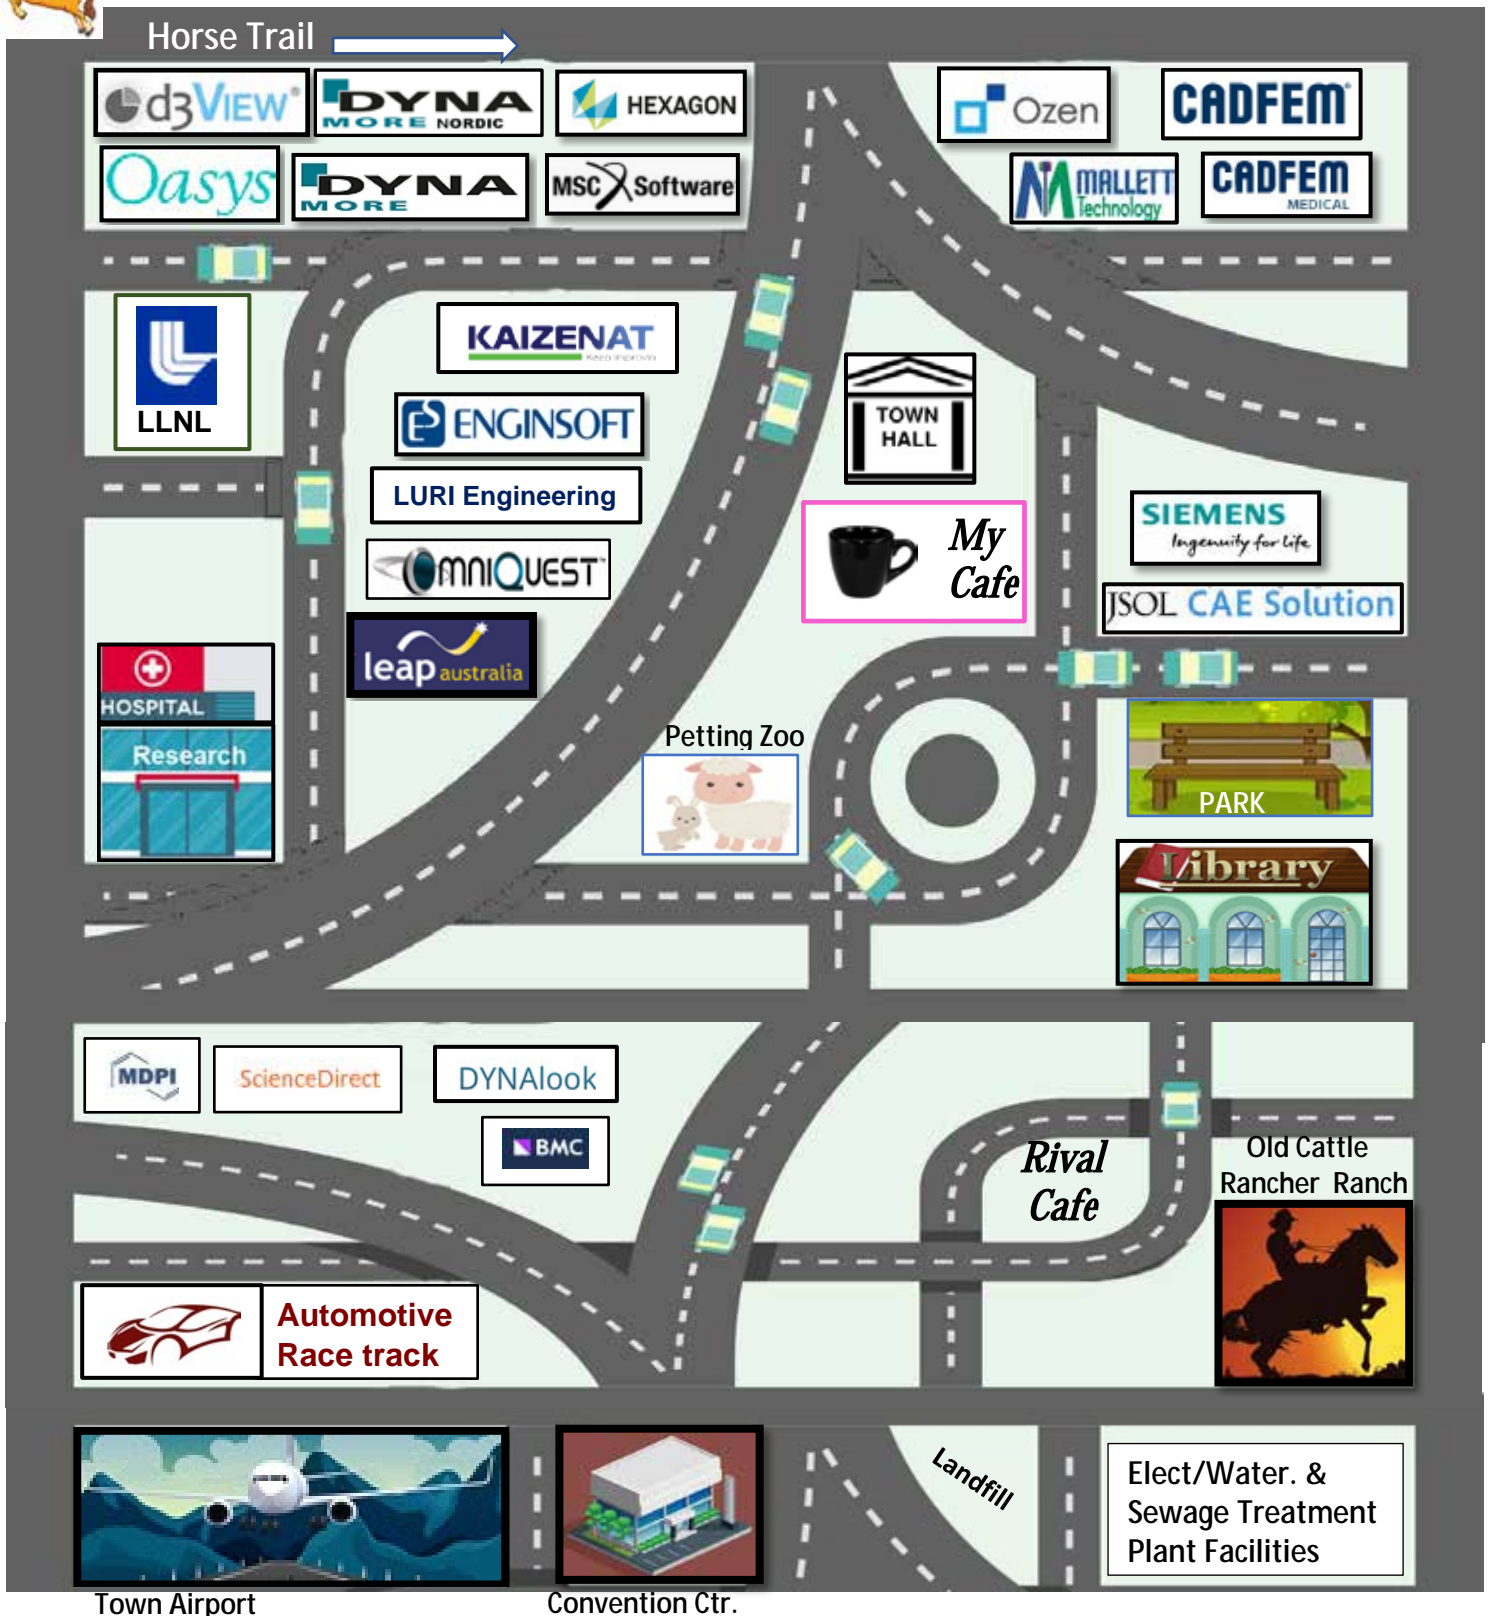 Horse Trail
d3VIEW®
DYNA
MORE NORDIC
HEXAGON
Ozen
CADFEM®
Oasys
DYNA
MORE
MSC Software
MALLETT
Technology
CADFEM
MEDICAL
LLNL
KAIZENAT
Keep Improvin
ENGINSOFT
LURI Engineering
OMNIQUEST™
leap australia
TOWN
HALL
My
Cafe
SIEMENS
Ingenuity for life
JSOL CAE Solution
HOSPITAL
Research
Petting Zoo
PARK
Library
MDPI
ScienceDirect
DYNAlook
BMC
Rival
Cafe
Old Cattle
Rancher Ranch
Automotive
Race track
Landfill
Elect/Water. &
Sewage Treatment
Plant Facilities
Town Airport
Convention Ctr.